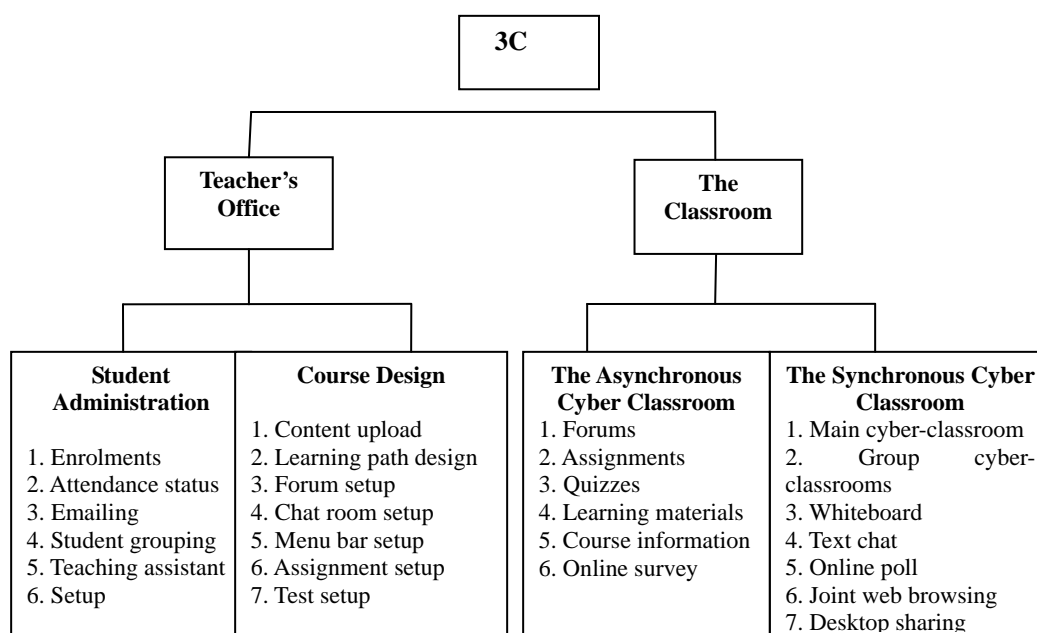 3C
Teacher’s
Office
The
Classroom
Student
Administration
1. Enrolments
2. Attendance status
3. Emailing
4. Student grouping
5. Teaching assistant
6. Setup
Course Design
1. Content upload
2. Learning path design
3. Forum setup
4. Chat room setup
5. Menu bar setup
6. Assignment setup
7. Test setup
The Asynchronous
Cyber Classroom
1. Forums
2. Assignments
3. Quizzes
4. Learning materials
5. Course information
6. Online survey
The Synchronous Cyber
Classroom
1. Main cyber-classroom
2. Group cyber-
classrooms
3. Whiteboard
4. Text chat
5. Online poll
6. Joint web browsing
7. Desktop sharing